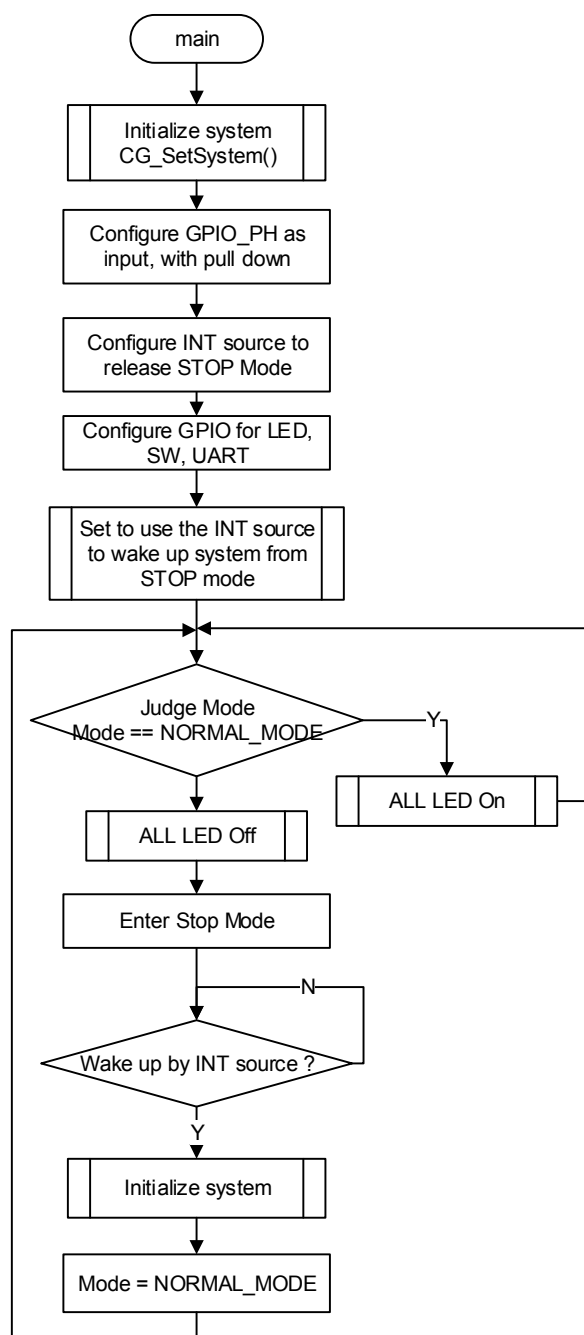 main
Initialize system
CG_SetSystem()
Configure GPIO_PH as
input, with pull down
Configure INT source to
release STOP Mode
Configure GPIO for LED,
SW, UART
Set to use the INT source
to wake up system from
STOP mode
Judge Mode
Mode == NORMAL_MODE
Y
ALL LED On
ALL LED Off
Enter Stop Mode
N
Wake up by INT source ?
Y
Initialize system
Mode = NORMAL_MODE